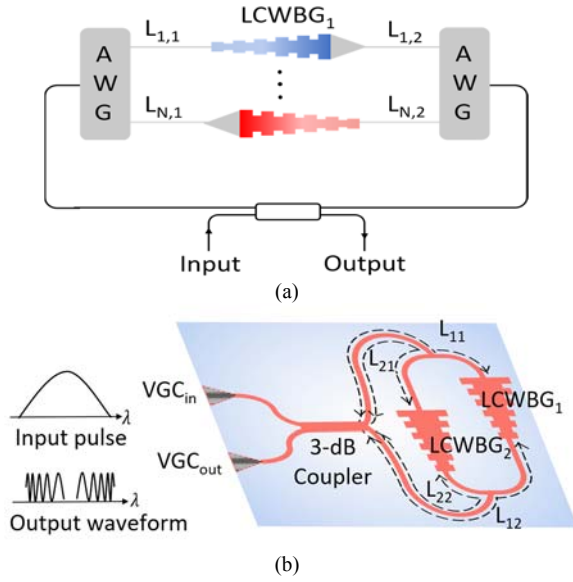 LCWBG1
L1,1
L1,2
A W G
A W G
LN,1
LN,2
Input
Output
(a)
L11
L21
VGCin
LCWBG1
Input pulse
λ
3-dB Coupler
LCWBG2
VGCout
L22
L12
Output waveform
λ
(b)